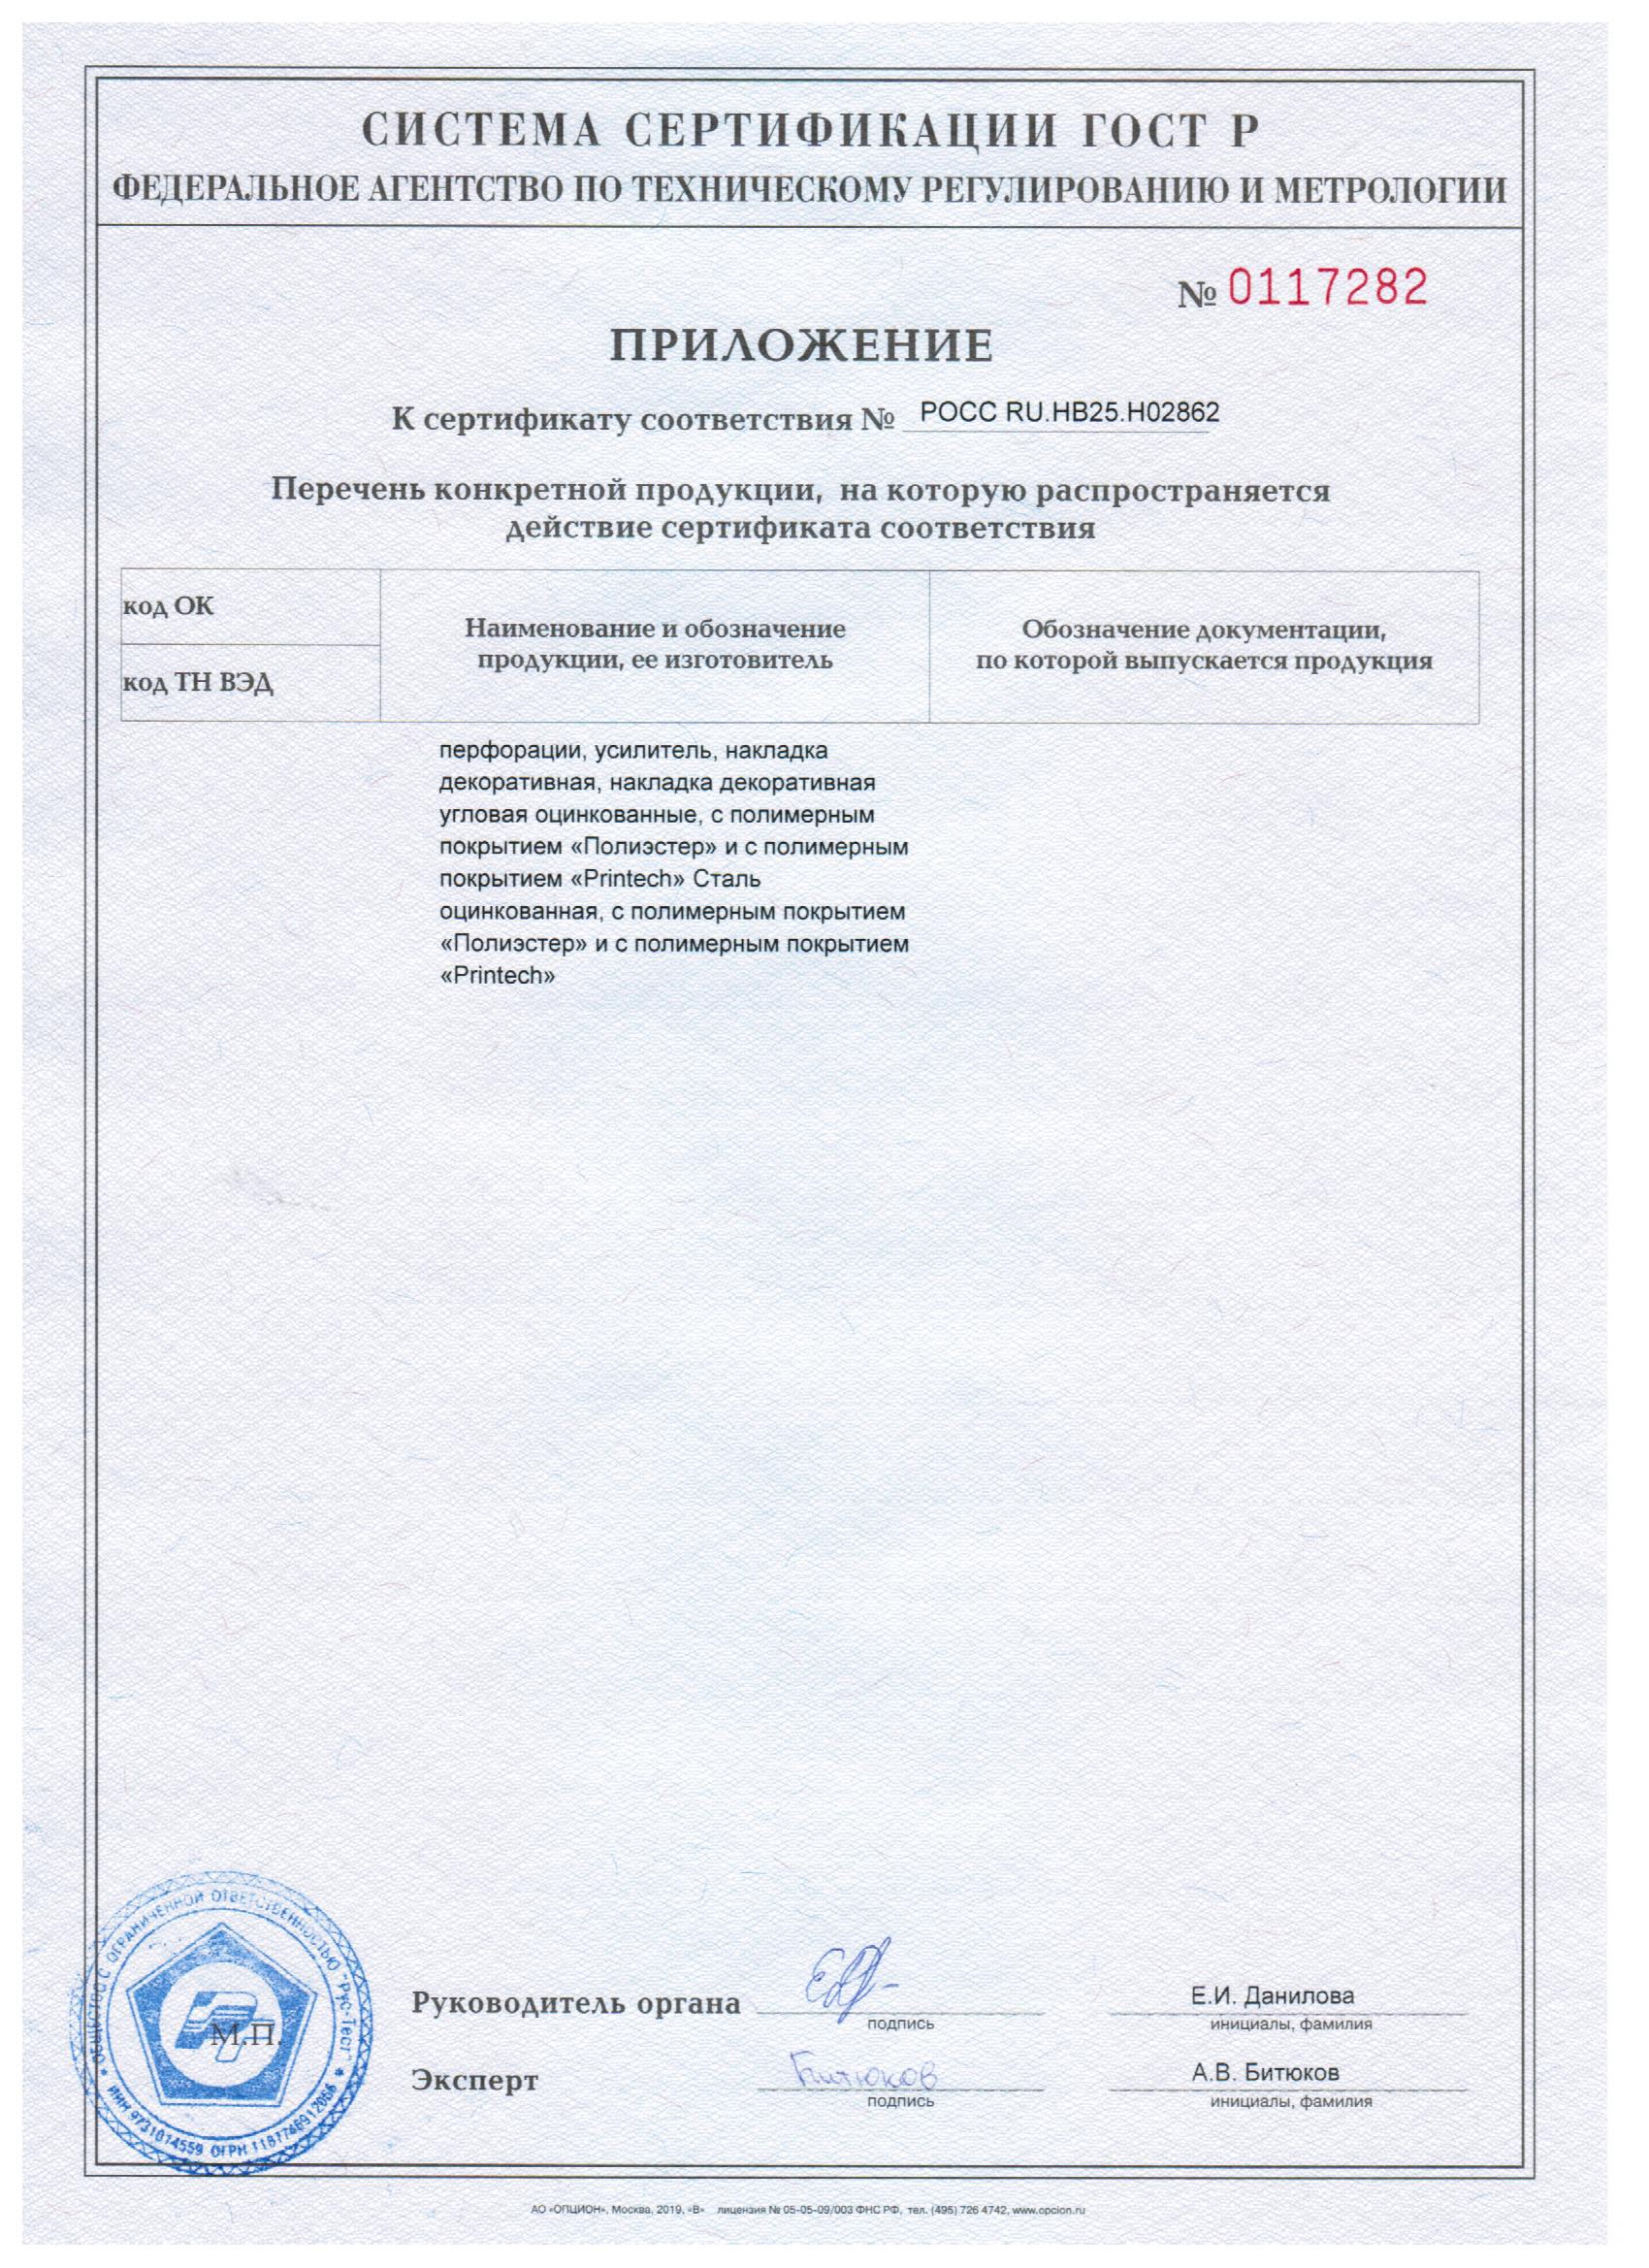 СИСТЕМА СЕРТИФИКАЦИИ ГОСТ Р
ФЕДЕРАЛЬНОЕ АГЕНТСТВО ПО ТЕХНИЧЕСКОМУ РЕГУЛИРОВАНИЮ И МЕТРОЛОГИИ
№ 0117282
ПРИЛОЖЕНИЕ
К сертификату соответствия № РОСС RU.НВ25.Н02862
Перечень конкретной продукции, на которую распространяется
действие сертификата соответствия
код ОК
код ТН ВЭД
Наименование и обозначение
продукции, ее изготовитель
Обозначение документации,
по которой выпускается продукция
перфорации, усилитель, накладка
декоративная, накладка декоративная
угловая оцинкованные, с полимерным
покрытием «Полиэстер» и с полимерным
покрытием «Printech» Сталь
оцинкованная, с полимерным покрытием
«Полиэстер» и с полимерным покрытием
«Printech»
ОБЩЕСТВО С ОГРАНИЧЕННОЙ ОТВЕТСТВЕННОСТЬЮ "Рус-Тест"
ИНН 9731014559 ОГРН 1187746912066
М.П.
Руководитель органа
подпись
Е.И. Данилова
инициалы, фамилия
Эксперт
Битюков
подпись
А.В. Битюков
инициалы, фамилия
АО «ОПЦИОН», Москва, 2019, «В» лицензия № 05-05-09/003 ФНС РФ, тел. (495) 726 4742, www.opcion.ru